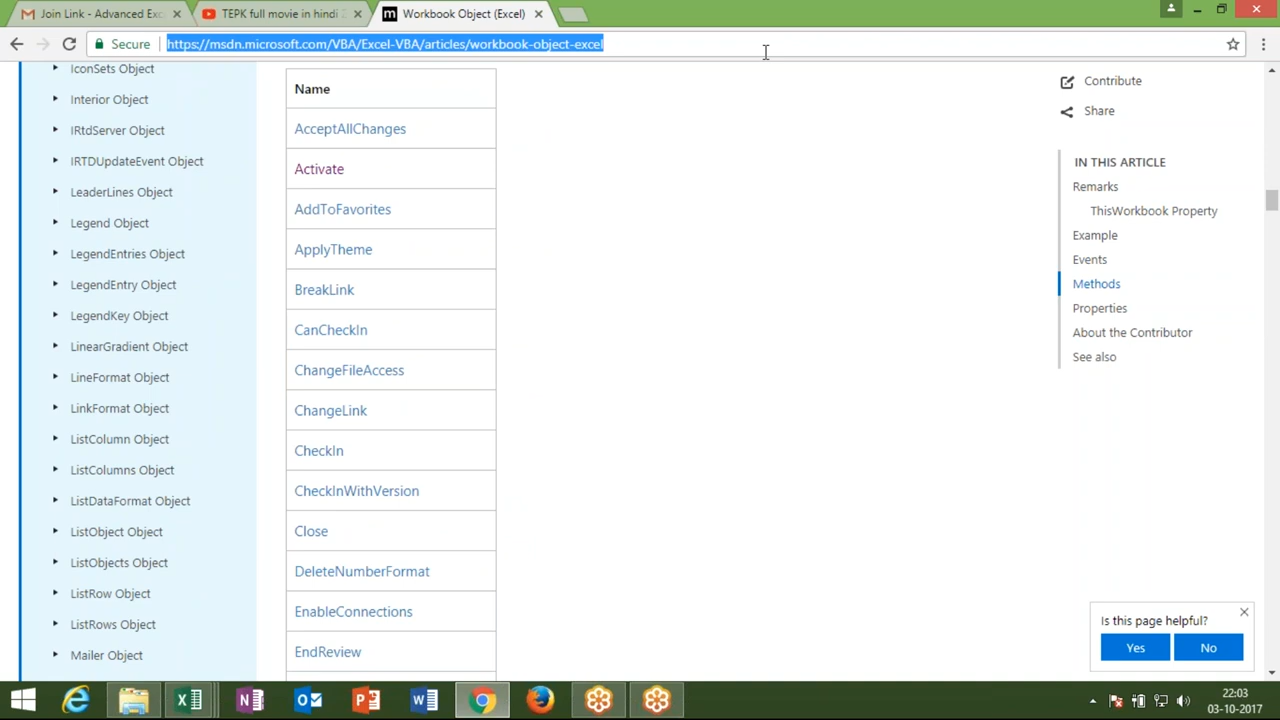 Join Link - Advanced Exc
TEPK full movie in hindi
Workbook Object (Excel)
Secure
https://msdn.microsoft.com/VBA/Excel-VBA/articles/workbook-object-excel
IconSets Object
Interior Object
IRtdServer Object
IRTDUpdateEvent Object
LeaderLines Object
Legend Object
LegendEntries Object
LegendEntry Object
LegendKey Object
LinearGradient Object
LineFormat Object
LinkFormat Object
ListColumn Object
ListColumns Object
ListDataFormat Object
ListObject Object
ListObjects Object
ListRow Object
ListRows Object
Mailer Object
Name
AcceptAllChanges
Activate
AddToFavorites
ApplyTheme
BreakLink
CanCheckIn
ChangeFileAccess
ChangeLink
CheckIn
CheckInWithVersion
Close
DeleteNumberFormat
EnableConnections
EndReview
Contribute
Share
IN THIS ARTICLE
Remarks
ThisWorkbook Property
Example
Events
Methods
Properties
About the Contributor
See also
Is this page helpful?
Yes
No
22:03
03-10-2017